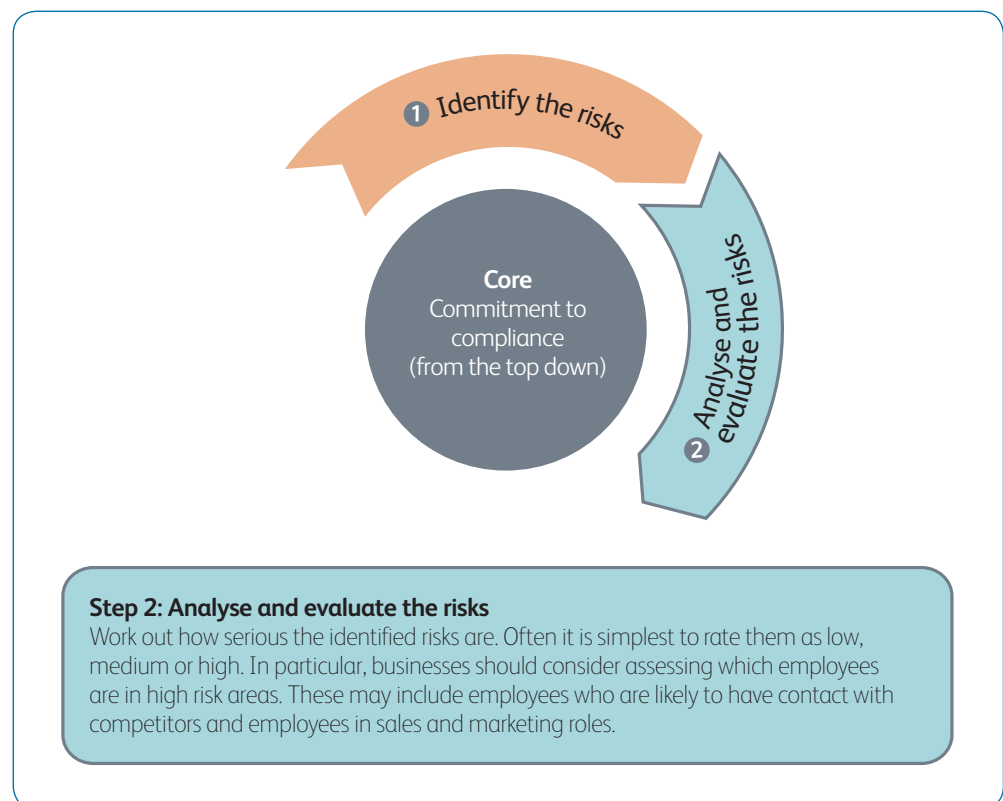 1 Identify the risks
Core
Commitment to
compliance
(from the top down)
2 Analyse and
evaluate the risks
Step 2: Analyse and evaluate the risks
Work out how serious the identified risks are. Often it is simplest to rate them as low,
medium or high. In particular, businesses should consider assessing which employees
are in high risk areas. These may include employees who are likely to have contact with
competitors and employees in sales and marketing roles.